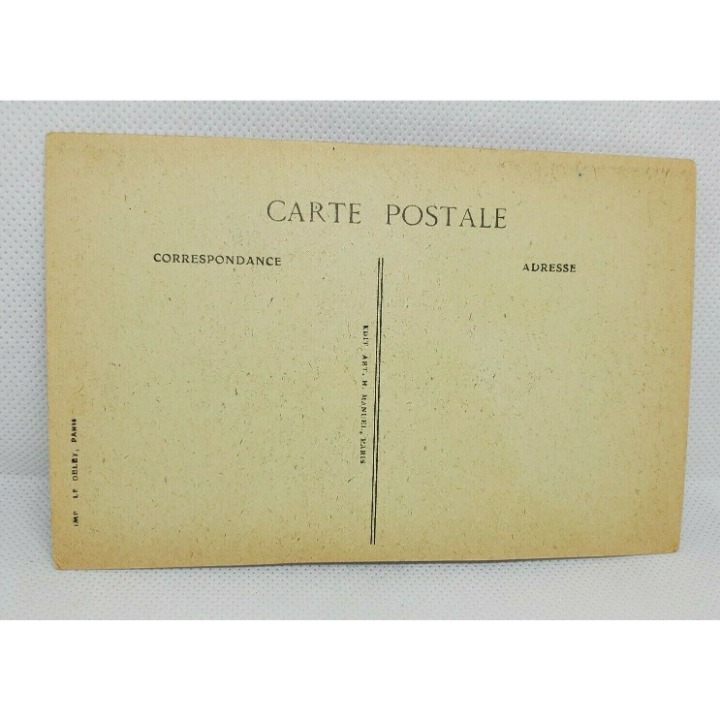 CARTE POSTALE
CORRESPONDANCE
ADRESSE
EDIT. ART. H. MANUEL, PARIS
IMP. LE DELEY, PARIS